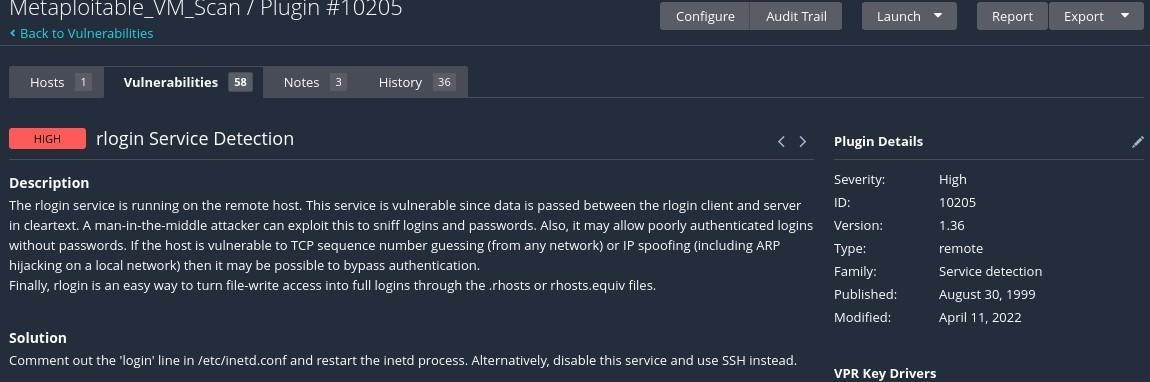 Metaploitable_VM_Scan / Plugin #10205
Configure Audit Trail Launch Report Export
Back to Vulnerabilities
Hosts 1 Vulnerabilities 58 Notes 3 History 36
HIGH rlogin Service Detection
Description
The rlogin service is running on the remote host. This service is vulnerable since data is passed between the rlogin client and server
in cleartext. A man-in-the-middle attacker can exploit this to sniff logins and passwords. Also, it may allow poorly authenticated logins
without passwords. If the host is vulnerable to TCP sequence number guessing (from any network) or IP spoofing (including ARP
hijacking on a local network) then it may be possible to bypass authentication.
Finally, rlogin is an easy way to turn file-write access into full logins through the .rhosts or rhosts.equiv files.
Solution
Comment out the 'login' line in /etc/inetd.conf and restart the inetd process. Alternatively, disable this service and use SSH instead.
Plugin Details
Severity: High
ID: 10205
Version: 1.36
Type: remote
Family: Service detection
Published: August 30, 1999
Modified: April 11, 2022
VPR Key Drivers